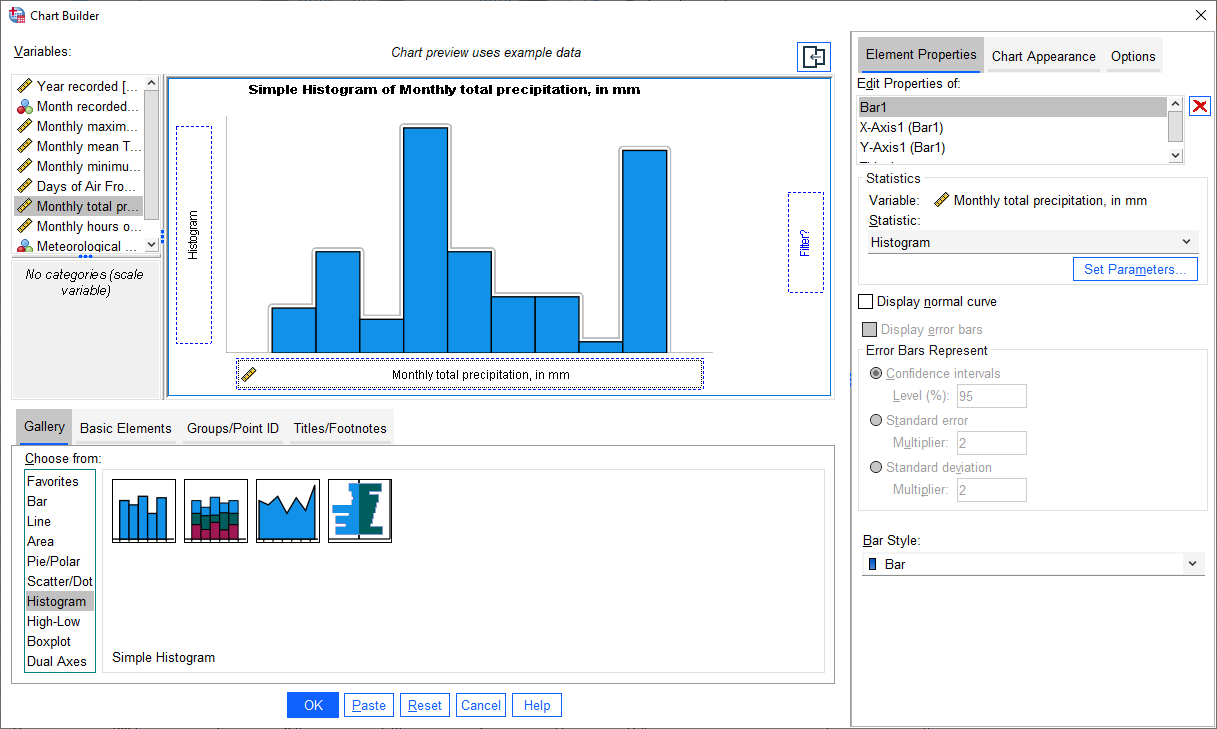 Chart Builder
Variables:
Chart preview uses example data
Year recorded [...
Month recorded...
Monthly maxim...
Monthly mean T...
Monthly minimu...
Days of Air Fro...
Monthly total pr...
Monthly hours o...
Meteorological ...
No categories (scale
variable)
Simple Histogram of Monthly total precipitation, in mm
Histogram
Filter?
Monthly total precipitation, in mm
Gallery
Basic Elements
Groups/Point ID
Titles/Footnotes
Choose from:
Favorites
Bar
Line
Area
Pie/Polar
Scatter/Dot
Histogram
High-Low
Boxplot
Dual Axes
Simple Histogram
OK
Paste
Reset
Cancel
Help
Element Properties
Chart Appearance
Options
Edit Properties of:
Bar1
X-Axis1 (Bar1)
Y-Axis1 (Bar1)
Statistics
Variable: Monthly total precipitation, in mm
Statistic:
Histogram
Set Parameters...
Display normal curve
Display error bars
Error Bars Represent
Confidence intervals
Level (%): 95
Standard error
Multiplier: 2
Standard deviation
Multiplier: 2
Bar Style:
Bar